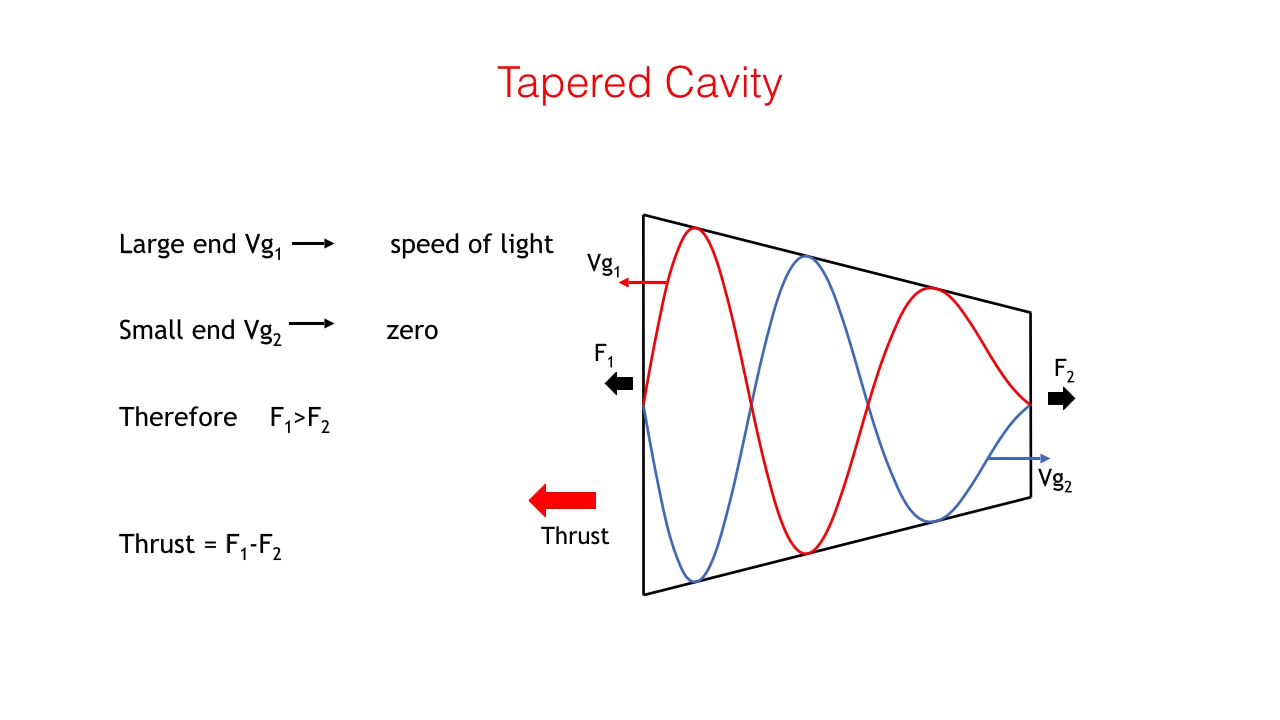 Tapered Cavity
Large end Vg₁ → speed of light
Small end Vg₂ → zero
Therefore F₁>F₂
Thrust = F₁-F₂
Vg₁
F₁
Thrust
F₂
Vg₂